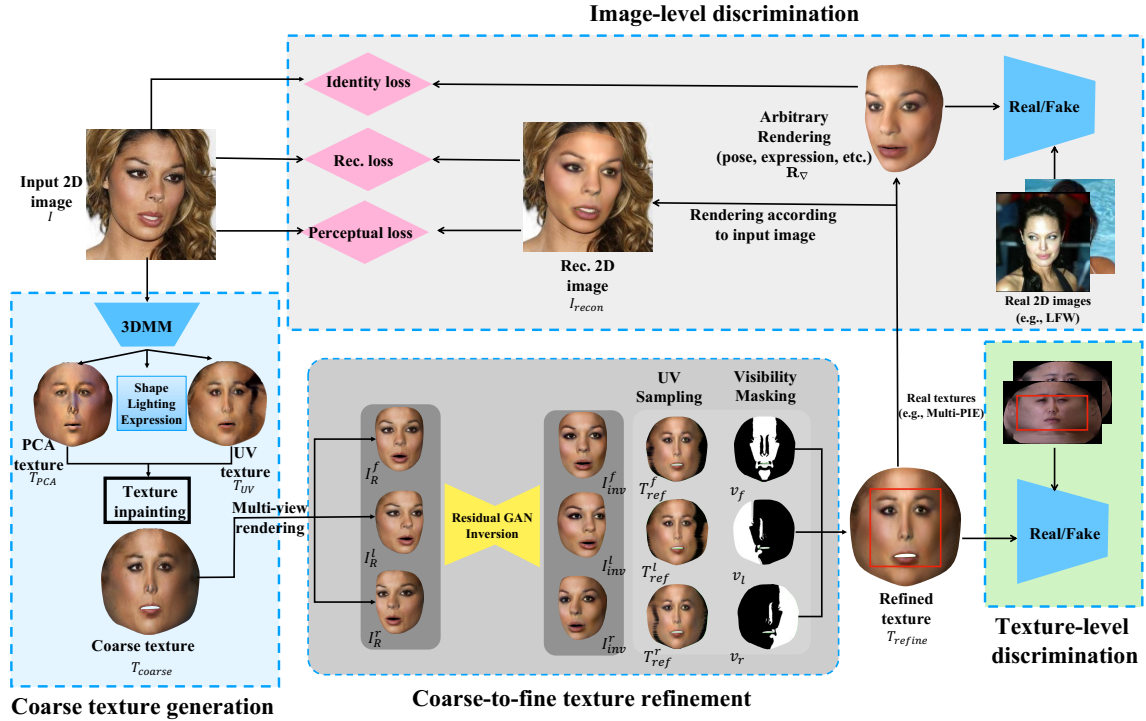 Image-level discrimination
Identity loss
Rec. loss
Perceptual loss
Input 2D
image
I
Rec. 2D
image
I_recon
Arbitrary
Rendering
(pose, expression, etc.)
R_∇
Rendering according
to input image
Real/Fake
Real 2D images
(e.g., LFW)
3DMM
Shape
Lighting
Expression
PCA
texture
T_PCA
UV
texture
T_UV
Texture
inpainting
Coarse texture
T_coarse
Coarse texture generation
Multi-view
rendering
I_R^f
I_R^l
I_R^r
Residual GAN
Inversion
I_inv^f
I_inv^l
I_inv^r
UV
Sampling
T_ref^f
T_ref^l
T_ref^r
Visibility
Masking
v_f
v_l
v_r
Coarse-to-fine texture refinement
Refined
texture
T_refine
Real textures
(e.g., Multi-PIE)
Real/Fake
Texture-level
discrimination